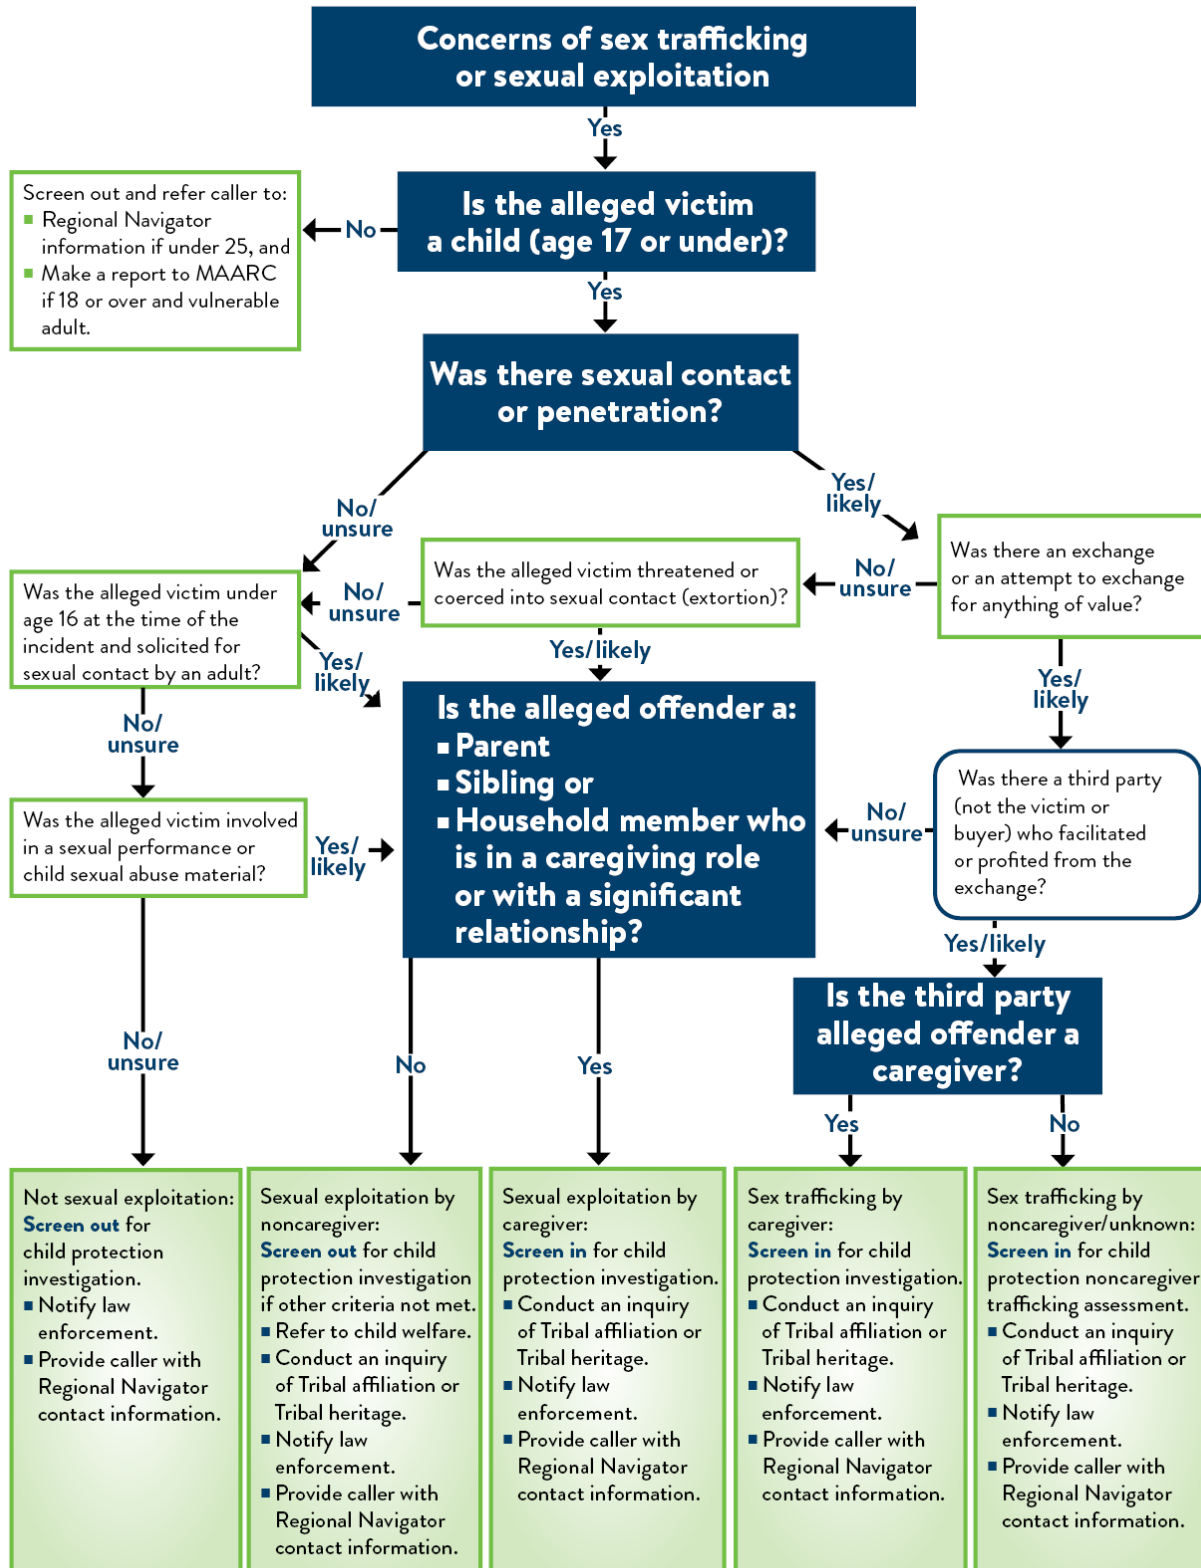 Concerns of sex trafficking
or sexual exploitation
Yes
Is the alleged victim
a child (age 17 or under)?
No
Screen out and refer caller to:
▪ Regional Navigator
information if under 25, and
▪ Make a report to MAARC
if 18 or over and vulnerable
adult.
Yes
Was there sexual contact
or penetration?
No/
unsure
Yes/
likely
Was there an exchange
or an attempt to exchange
for anything of value?
No/
unsure
Was the alleged victim threatened or
coerced into sexual contact (extortion)?
No/
unsure
Was the alleged victim under
age 16 at the time of the
incident and solicited for
sexual contact by an adult?
Yes/
likely
Yes/likely
Yes/
likely
No/
unsure
Is the alleged offender a:
▪ Parent
▪ Sibling or
▪ Household member who
is in a caregiving role
or with a significant
relationship?
Was there a third party
(not the victim or
buyer) who facilitated
or profited from the
exchange?
No/
unsure
Was the alleged victim involved
in a sexual performance or
child sexual abuse material?
Yes/
likely
Yes/likely
Is the third party
alleged offender a
caregiver?
No/
unsure
No
Yes
Yes
No
Not sexual exploitation:
Screen out for
child protection
investigation.
▪ Notify law
enforcement.
▪ Provide caller with
Regional Navigator
contact information.
Sexual exploitation by
noncaregiver:
Screen out for child
protection investigation
if other criteria not met.
▪ Refer to child welfare.
▪ Conduct an inquiry
of Tribal affiliation or
Tribal heritage.
▪ Notify law
enforcement.
▪ Provide caller with
Regional Navigator
contact information.
Sexual exploitation by
caregiver:
Screen in for child
protection investigation.
▪ Conduct an inquiry
of Tribal affiliation or
Tribal heritage.
▪ Notify law
enforcement.
▪ Provide caller with
Regional Navigator
contact information.
Sex trafficking by
caregiver:
Screen in for child
protection investigation.
▪ Conduct an inquiry
of Tribal affiliation or
Tribal heritage.
▪ Notify law
enforcement.
▪ Provide caller with
Regional Navigator
contact information.
Sex trafficking by
noncaregiver/unknown:
Screen in for child
protection noncaregiver
trafficking assessment.
▪ Conduct an inquiry
of Tribal affiliation or
Tribal heritage.
▪ Notify law
enforcement.
▪ Provide caller with
Regional Navigator
contact information.